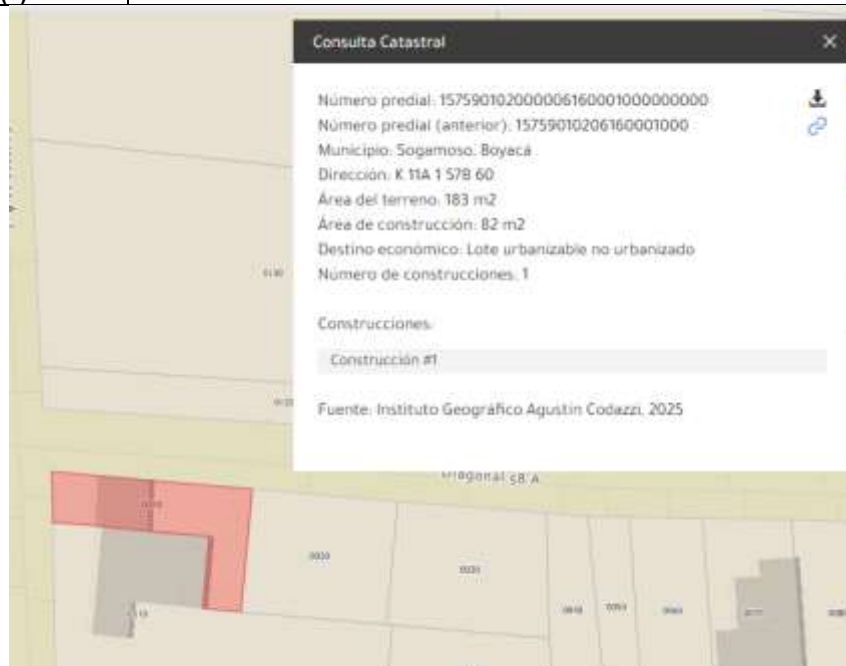 Consulta Catastral
Número predial: 157590102000006160001000000000
Número predial (anterior): 15759010206160001000
Municipio: Sogamoso, Boyacá
Dirección: K 11A 1 57B 60
Área del terreno: 183 m2
Área de construcción: 82 m2
Destino económico: Lote urbanizable no urbanizado
Número de construcciones: 1
Construcciones:
Construcción #1
Fuente: Instituto Geográfico Agustín Codazzi, 2025
Diagonal 58 A